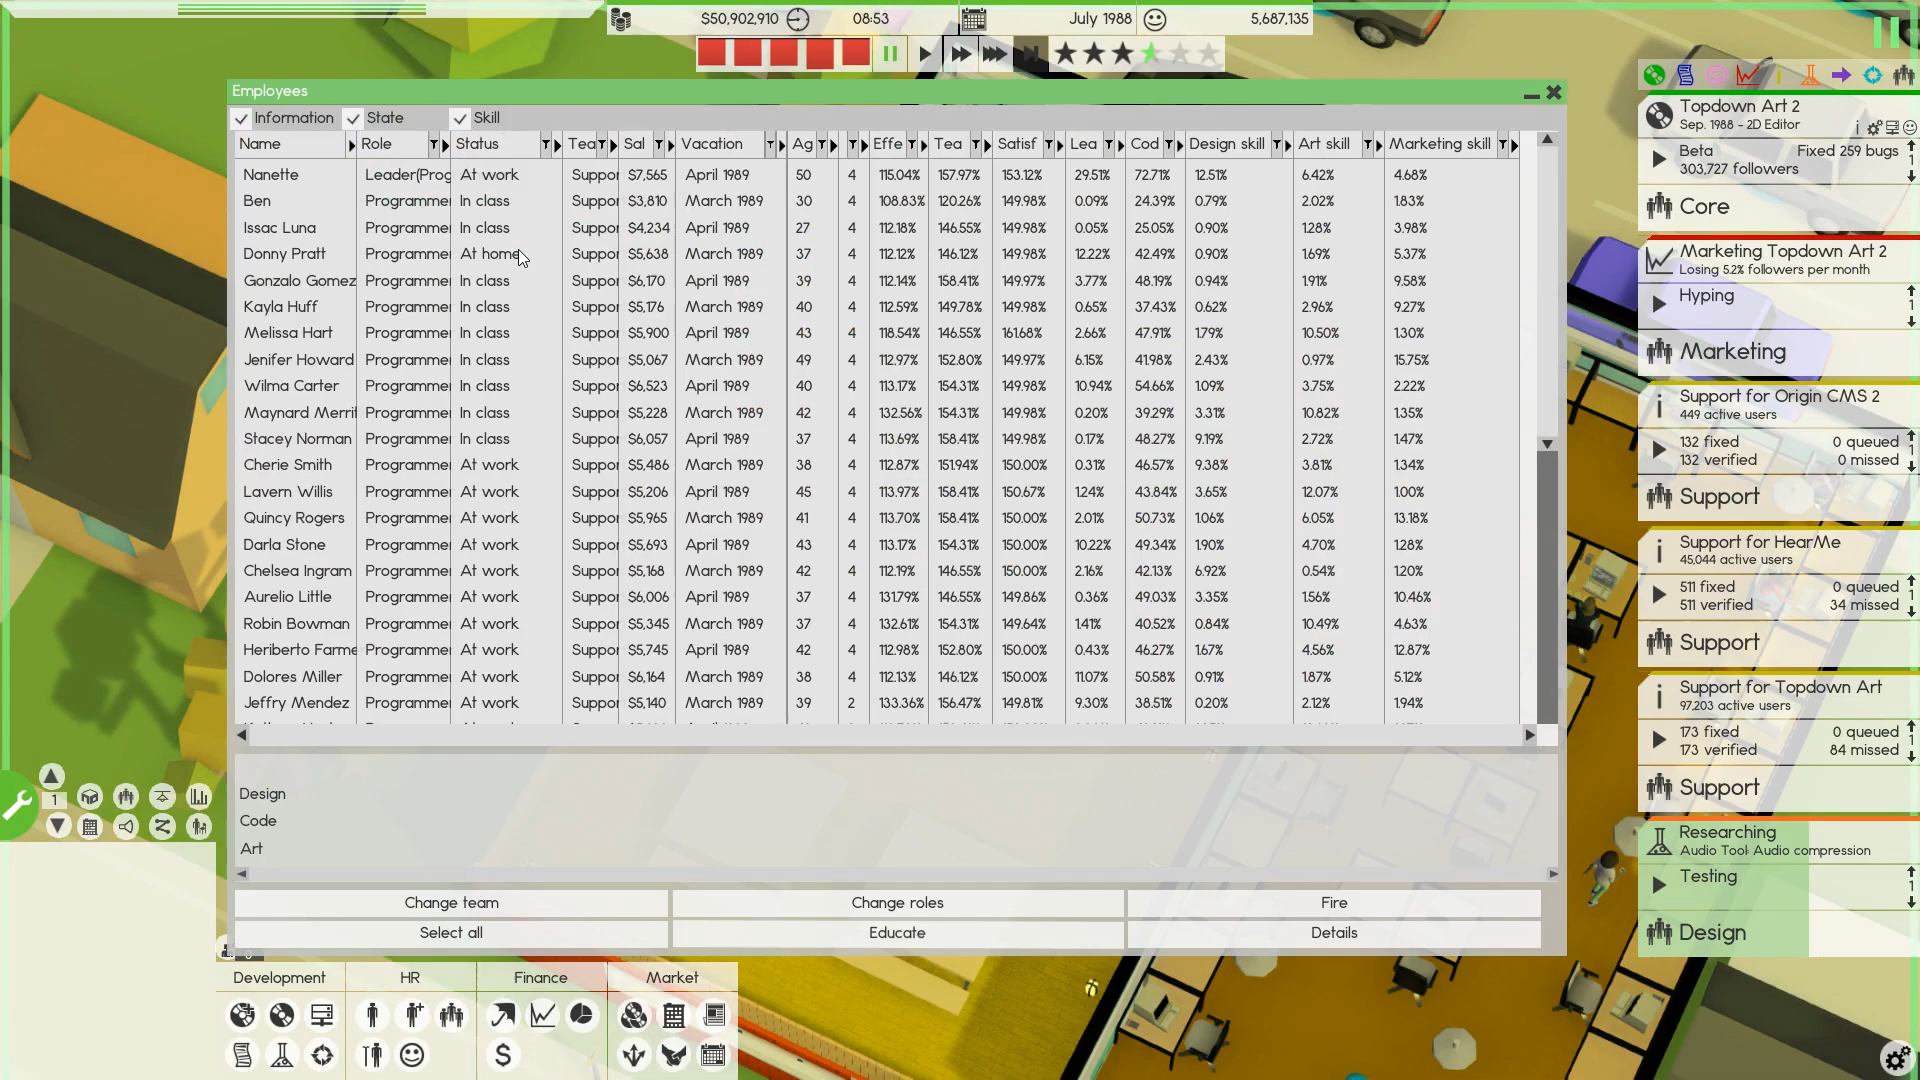 $50,902,910 08:53 July 1988 5,687,135
Employees
Information State Skill
Name Role Status Tea Sal Vacation Ag Effe Tea Satisf Lea Cod Design skill Art skill Marketing skill
Nanette Leader(Prog At work Suppor $7,565 April 1989 50 4 115.04% 157.97% 153.12% 29.51% 72.71% 12.51% 6.42% 4.68%
Ben Programmer In class Suppor $3,810 March 1989 30 4 108.83% 120.26% 149.98% 0.09% 24.39% 0.79% 2.02% 1.83%
Issac Luna Programmer In class Suppor $4,234 April 1989 27 4 112.18% 146.55% 149.98% 0.05% 25.05% 0.90% 1.28% 3.98%
Donny Pratt Programmer At home Suppor $5,638 March 1989 37 4 112.12% 146.12% 149.98% 12.22% 42.49% 0.90% 1.69% 5.37%
Gonzalo Gomez Programmer In class Suppor $6,170 April 1989 39 4 112.14% 158.41% 149.97% 3.77% 48.19% 0.94% 1.91% 9.58%
Kayla Huff Programmer In class Suppor $5,176 March 1989 40 4 112.59% 149.78% 149.98% 0.65% 37.43% 0.62% 2.96% 9.27%
Melissa Hart Programmer In class Suppor $5,900 April 1989 43 4 118.54% 146.55% 161.68% 2.66% 47.91% 1.79% 10.50% 1.30%
Jenifer Howard Programmer In class Suppor $5,067 March 1989 49 4 112.97% 152.80% 149.97% 6.15% 41.98% 2.43% 0.97% 15.75%
Wilma Carter Programmer In class Suppor $6,523 April 1989 40 4 113.17% 154.31% 149.98% 10.94% 54.66% 1.09% 3.75% 2.22%
Maynard Merrit Programmer In class Suppor $5,228 March 1989 42 4 132.56% 154.31% 149.98% 0.20% 39.29% 3.31% 10.82% 1.35%
Stacey Norman Programmer In class Suppor $6,057 April 1989 37 4 113.69% 158.41% 149.98% 0.17% 48.27% 9.19% 2.72% 1.47%
Cherie Smith Programmer At work Suppor $5,486 March 1989 38 4 112.87% 151.94% 150.00% 0.31% 46.57% 9.38% 3.81% 1.34%
Lavern Willis Programmer At work Suppor $5,206 April 1989 45 4 113.97% 158.41% 150.67% 1.24% 43.84% 3.65% 12.07% 1.00%
Quincy Rogers Programmer At work Suppor $5,965 March 1989 41 4 113.70% 158.41% 150.00% 2.01% 50.73% 1.06% 6.05% 13.18%
Darla Stone Programmer At work Suppor $5,693 April 1989 43 4 113.17% 154.31% 150.00% 10.22% 49.34% 1.90% 4.70% 1.28%
Chelsea Ingram Programmer At work Suppor $5,168 March 1989 42 4 112.19% 146.55% 150.00% 2.16% 42.13% 6.92% 0.54% 1.20%
Aurelio Little Programmer At work Suppor $6,006 April 1989 37 4 131.79% 146.55% 149.86% 0.36% 49.03% 3.35% 1.56% 10.46%
Robin Bowman Programmer At work Suppor $5,345 March 1989 37 4 132.61% 154.31% 149.64% 1.41% 40.52% 0.84% 10.49% 4.63%
Heriberto Farme Programmer At work Suppor $5,745 April 1989 42 4 112.98% 152.80% 150.00% 0.43% 46.27% 1.67% 4.56% 12.87%
Dolores Miller Programmer At work Suppor $6,164 March 1989 38 4 112.13% 146.12% 150.00% 11.07% 50.58% 0.91% 1.87% 5.12%
Jeffry Mendez Programmer At work Suppor $5,140 March 1989 39 2 133.36% 156.47% 149.81% 9.30% 38.51% 0.20% 2.12% 1.94%
Design
Code
Art
Change team Change roles Fire
Select all Educate Details
1
Development HR Finance Market
Topdown Art 2
Sep. 1988 - 2D Editor
Beta Fixed 259 bugs
303,727 followers
1
Core
Marketing Topdown Art 2
Losing 5.2% followers per month
Hyping
1
Marketing
Support for Origin CMS 2
449 active users
132 fixed 0 queued
132 verified 0 missed
1
Support
Support for HearMe
45,044 active users
511 fixed 0 queued
511 verified 34 missed
1
Support
Support for Topdown Art
97,203 active users
173 fixed 0 queued
173 verified 84 missed
1
Support
Researching
Audio Tool: Audio compression
Testing
1
Design